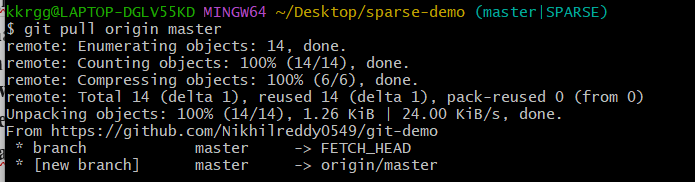 kkrgg@LAPTOP-DGLV55KD MINGW64 ~/Desktop/sparse-demo (master|SPARSE)
$ git pull origin master
remote: Enumerating objects: 14, done.
remote: Counting objects: 100% (14/14), done.
remote: Compressing objects: 100% (6/6), done.
remote: Total 14 (delta 1), reused 14 (delta 1), pack-reused 0 (from 0)
Unpacking objects: 100% (14/14), 1.26 KiB | 24.00 KiB/s, done.
From https://github.com/Nikhilreddy0549/git-demo
 * branch            master     -> FETCH_HEAD
 * [new branch]      master     -> origin/master